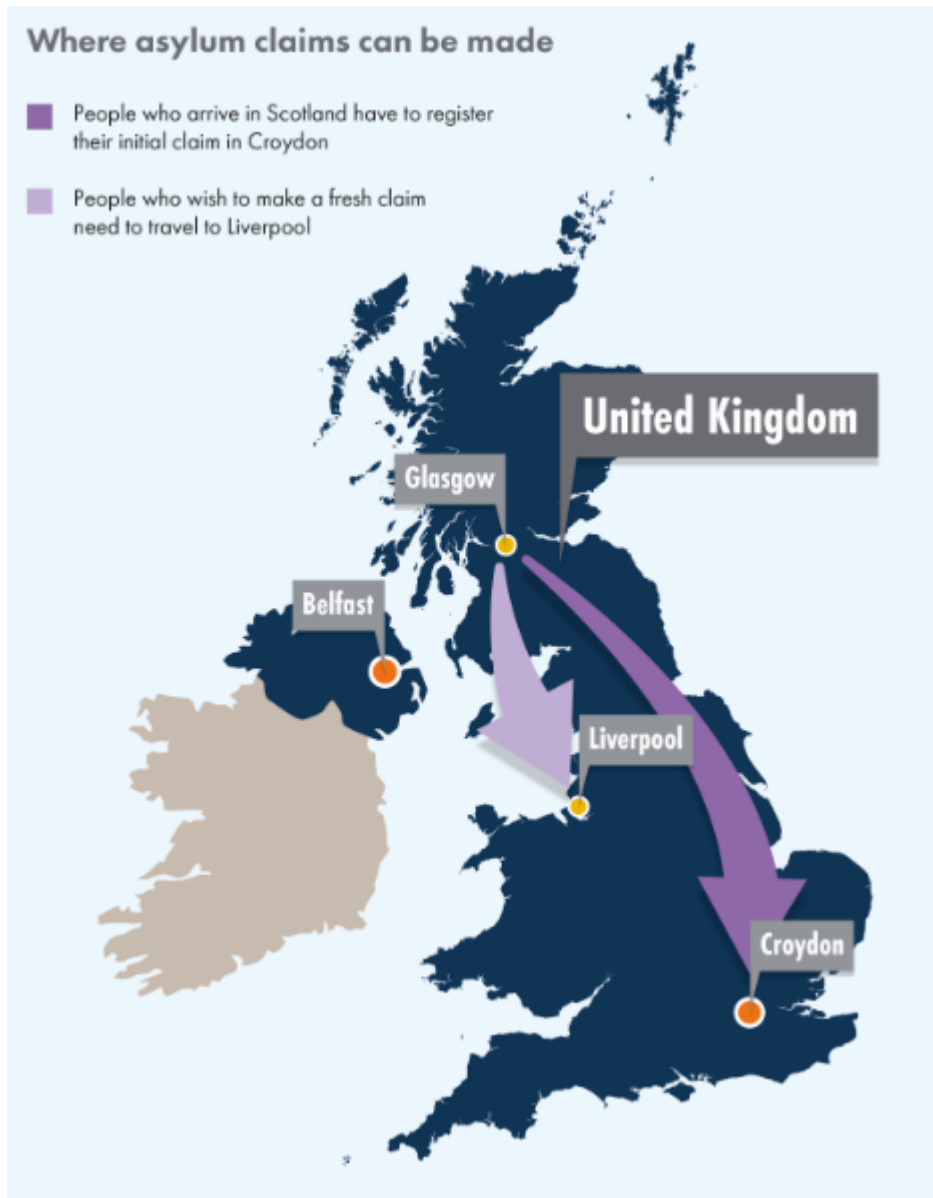 Where asylum claims can be made
People who arrive in Scotland have to register
their initial claim in Croydon
People who wish to make a fresh claim
need to travel to Liverpool
United Kingdom
Glasgow
Belfast
Liverpool
Croydon